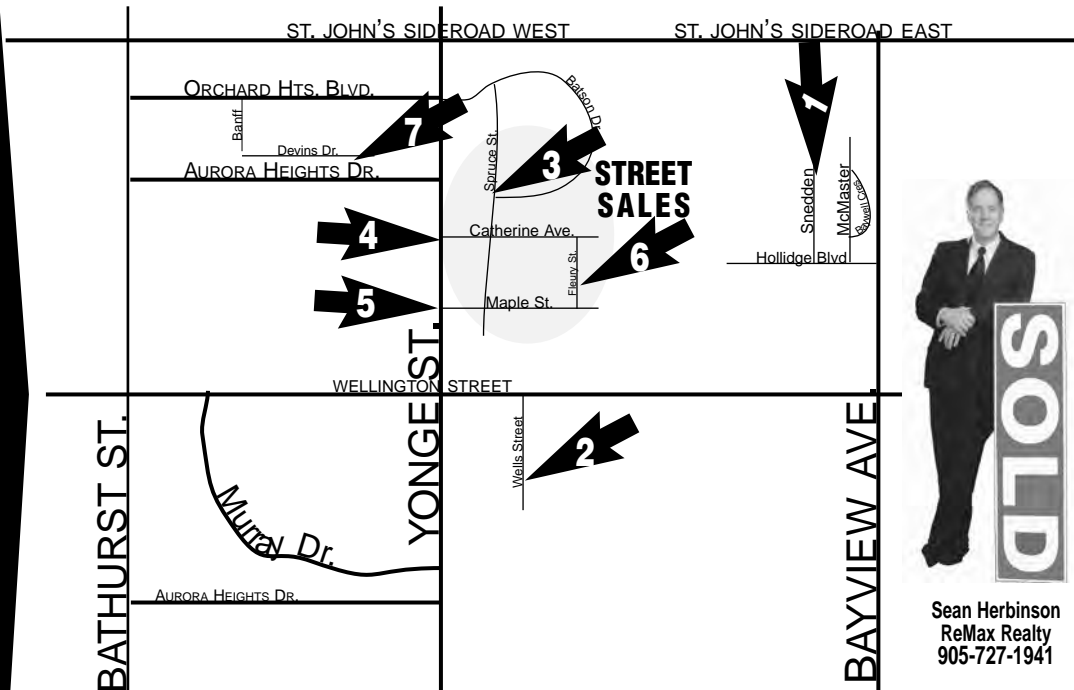 ST. JOHN'S SIDEROAD WEST
ST. JOHN'S SIDEROAD EAST
ORCHARD HTS. BLVD.
Banff
Devins Dr.
AURORA HEIGHTS DR.
7
Spruce St.
Batson Dr.
3
STREET
SALES
1
Snedden
McMaster
Baywell Cres
Hollidge Blvd.
4
Catherine Ave.
6
Fleury St.
5
Maple St.
WELLINGTON STREET
Wells Street
2
Murray Dr.
AURORA HEIGHTS DR.
BATHURST ST.
YONGE ST.
BAYVIEW AVE.
SOLD
Sean Herbinson
ReMax Realty
905-727-1941